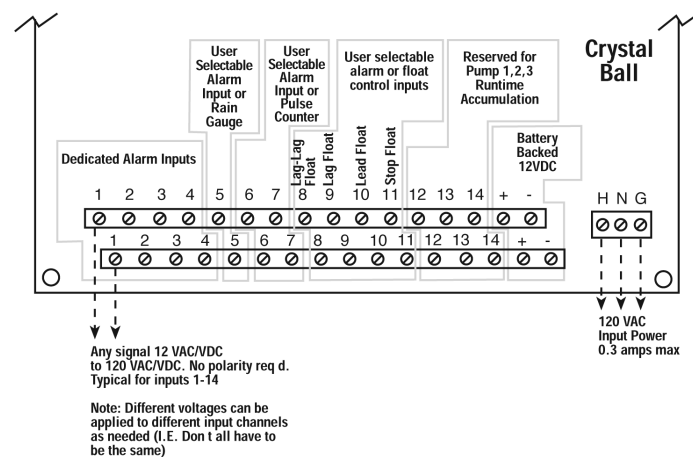 Crystal
Ball
User
Selectable
Alarm
Input or
Rain
Gauge
User
Selectable
Alarm
Input or
Pulse
Counter
User selectable
alarm or float
control inputs
Reserved for
Pump 1,2,3
Runtime
Accumulation
Battery
Backed
12VDC
Dedicated Alarm Inputs
Lag-Lag
Float
Lag Float
Lead Float
Stop Float
1 2 3 4 5 6 7 8 9 10 11 12 13 14 + -
H N G
1 2 3 4 5 6 7 8 9 10 11 12 13 14 + -
120 VAC
Input Power
0.3 amps max
Any signal 12 VAC/VDC
to 120 VAC/VDC. No polarity req d.
Typical for inputs 1-14
Note: Different voltages can be
applied to different input channels
as needed (I.E. Don t all have to
be the same)